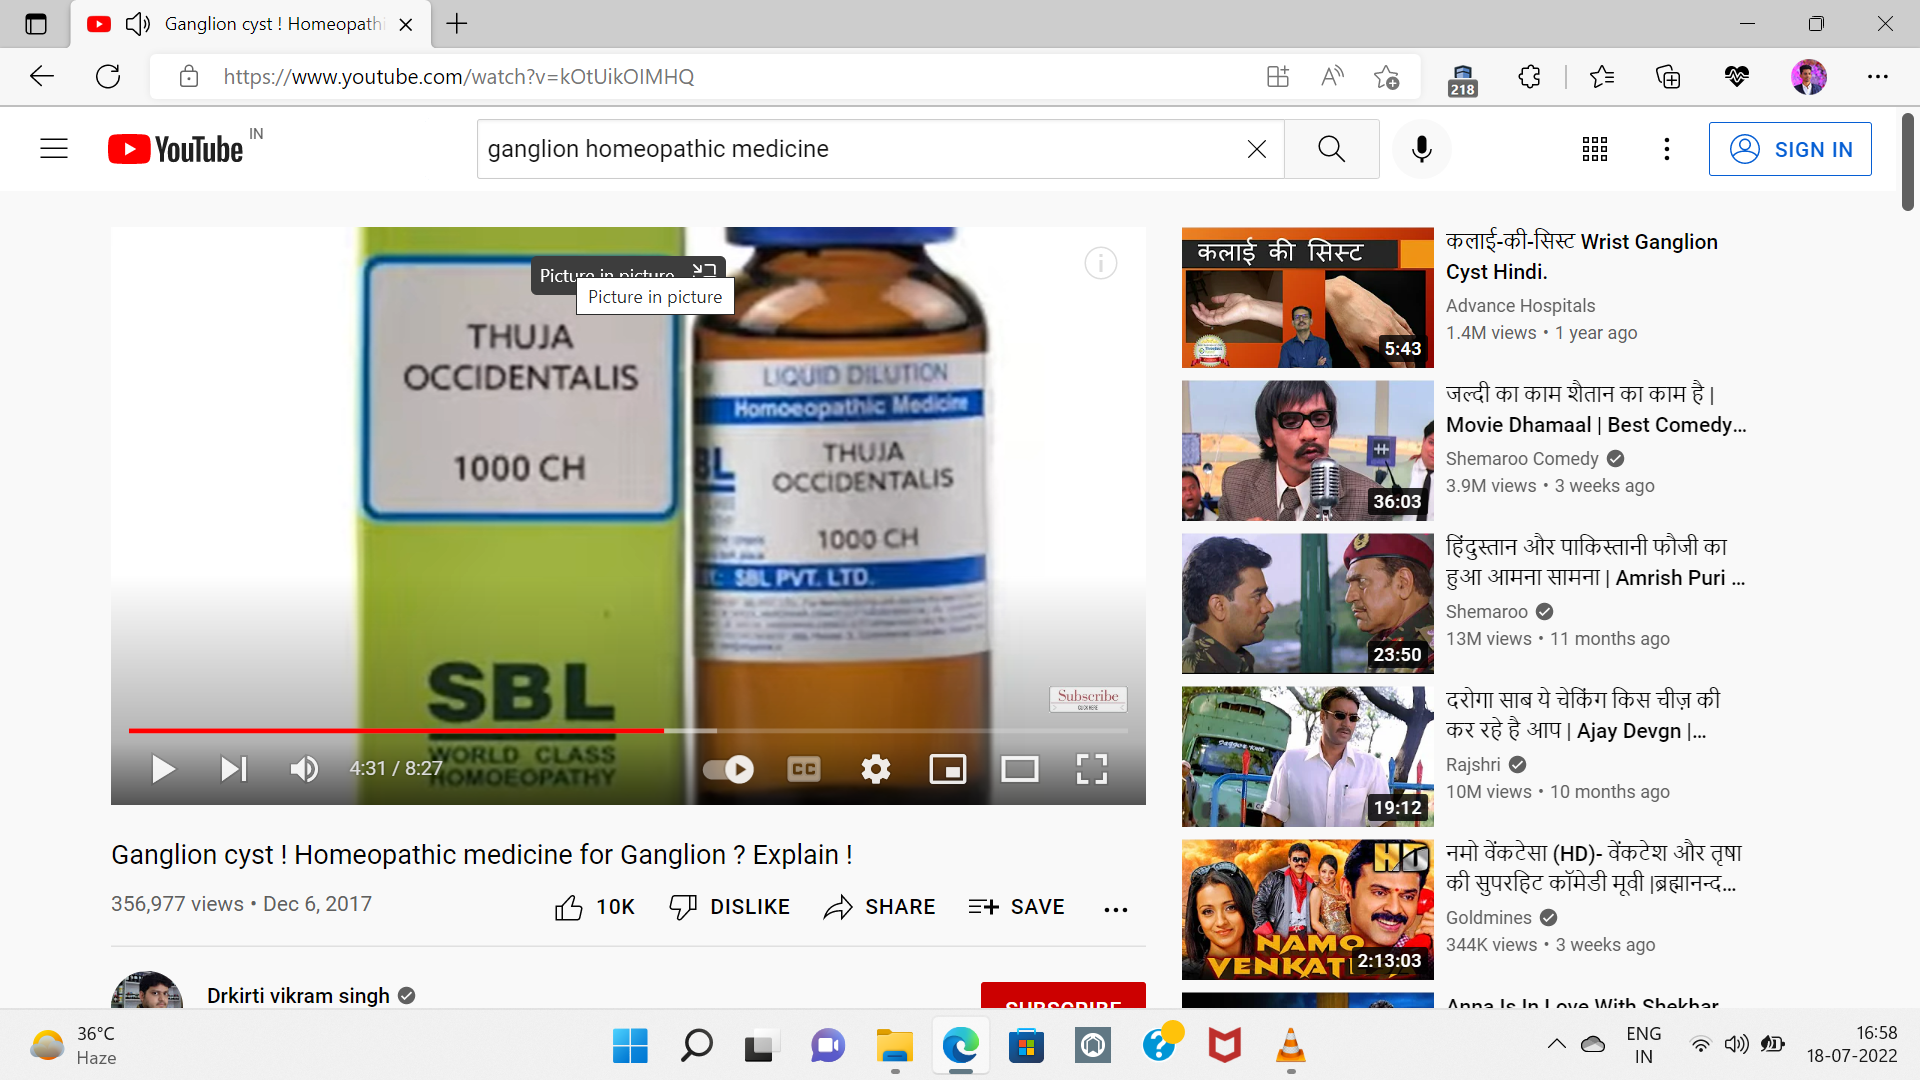 Ganglion cyst ! Homeopathi
https://www.youtube.com/watch?v=kOtUikOIMHQ
218
YouTube IN
ganglion homeopathic medicine
SIGN IN
Picture in picture
Picture in picture
THUJA
OCCIDENTALIS
1000 CH
SBL
WORLD CLASS
HOMOEOPATHY
LIQUID DILUTION
Homoeopathic Medicine
THUJA
OCCIDENTALIS
1000 CH
SBL PVT. LTD.
Subscribe
CLICK HERE
4:31 / 8:27
CC
Ganglion cyst ! Homeopathic medicine for Ganglion ? Explain !
356,977 views • Dec 6, 2017
10K DISLIKE SHARE SAVE
Drkirti vikram singh
SUBSCRIBE
कलाई की सिस्ट
5:43
कलाई-की-सिस्ट Wrist Ganglion
Cyst Hindi.
Advance Hospitals
1.4M views • 1 year ago
36:03
जल्दी का काम शैतान का काम है |
Movie Dhamaal | Best Comedy...
Shemaroo Comedy
3.9M views • 3 weeks ago
23:50
हिंदुस्तान और पाकिस्तानी फौजी का
हुआ आमना सामना | Amrish Puri ...
Shemaroo
13M views • 11 months ago
19:12
दरोगा साब ये चेकिंग किस चीज़ की
कर रहे है आप | Ajay Devgn |...
Rajshri
10M views • 10 months ago
HD
NAMO
VENKAT
2:13:03
नमो वेंकटेसा (HD)- वेंकटेश और तृषा
की सुपरहिट कॉमेडी मूवी |ब्रह्मानन्द...
Goldmines
344K views • 3 weeks ago
Anna Is In Love With Shekhar
36°C
Haze
ENG
IN
16:58
18-07-2022